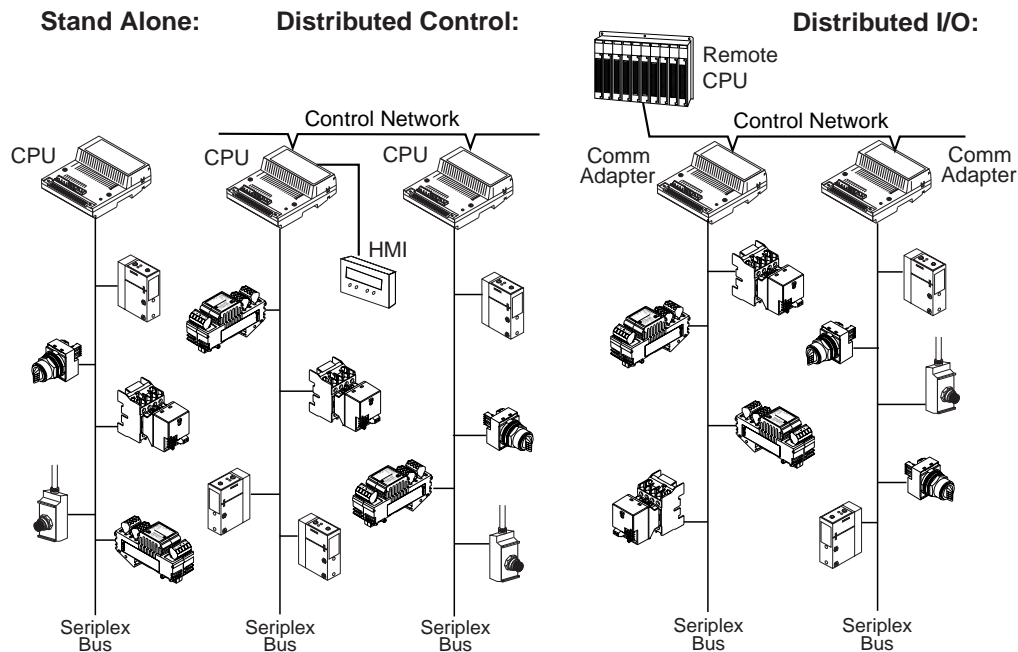 Stand Alone:
Distributed Control:
Distributed I/O:
Remote
CPU
Control Network
Control Network
CPU
CPU
CPU
Comm
Adapter
Comm
Adapter
HMI
Seriplex
Bus
Seriplex
Bus
Seriplex
Bus
Seriplex
Bus
Seriplex
Bus